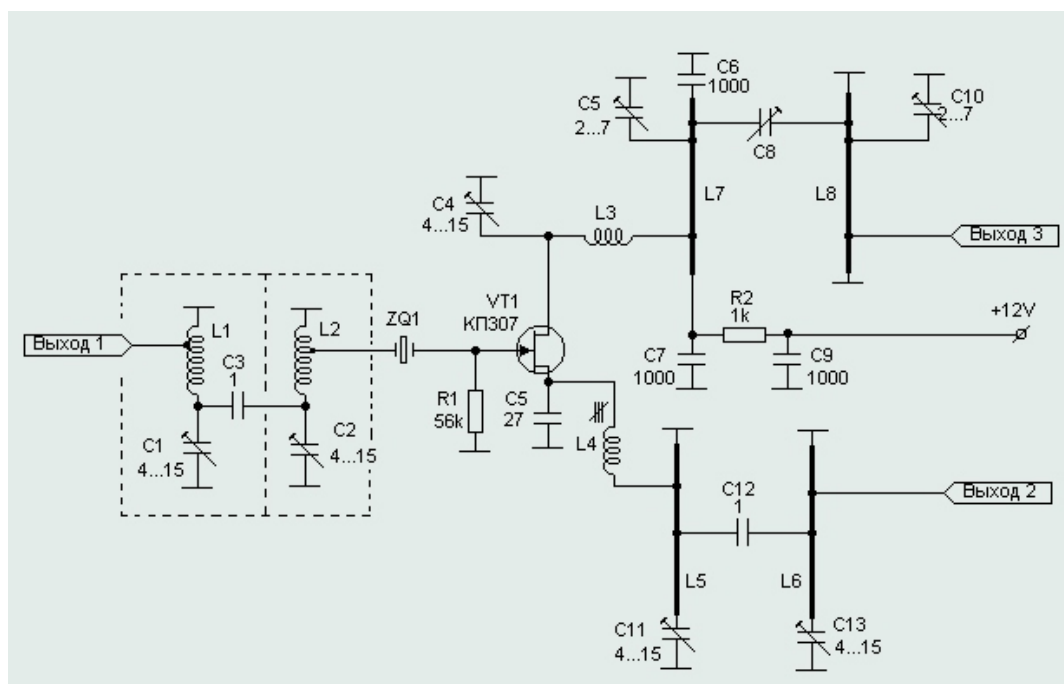 C6
1000
C5
2...7
C10
2...7
C8
C4
4...15
L3
L7
L8
Выход 3
VT1
КП307
R2
1k
+12V
L1
L2
ZQ1
Выход 1
C3
1
C7
1000
C9
1000
R1
56k
C5
27
L4
C1
4...15
C2
4...15
C12
1
Выход 2
L5
L6
C11
4...15
C13
4...15